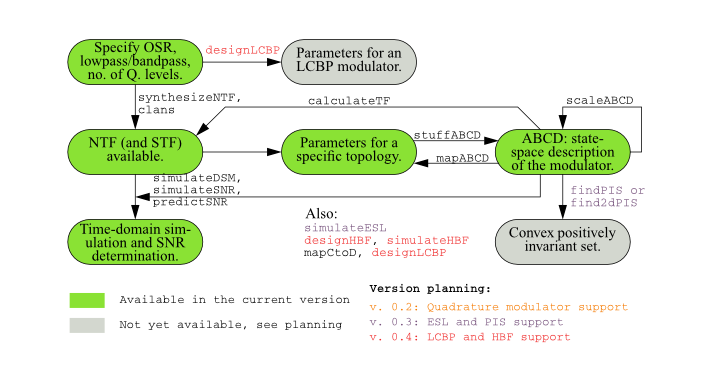 Specify OSR,
lowpass/bandpass,
no. of Q. levels.
designLCBP
Parameters for an
LCBP modulator.
synthesizeNTF,
clans
calculateTF
scaleABCD
NTF (and STF)
available.
Parameters for a
specific topology.
stuffABCD
mapABCD
ABCD: state-
space description
of the modulator.
simulateDSM,
simulateSNR,
predictSNR
findPIS or
find2dPIS
Time-domain sim-
ulation and SNR
determination.
Also:
simulateESL
designHBF, simulateHBF
mapCtoD, designLCBP
Convex positively
invariant set.
Available in the current version
Not yet available, see planning
Version planning:
v. 0.2: Quadrature modulator support
v. 0.3: ESL and PIS support
v. 0.4: LCBP and HBF support